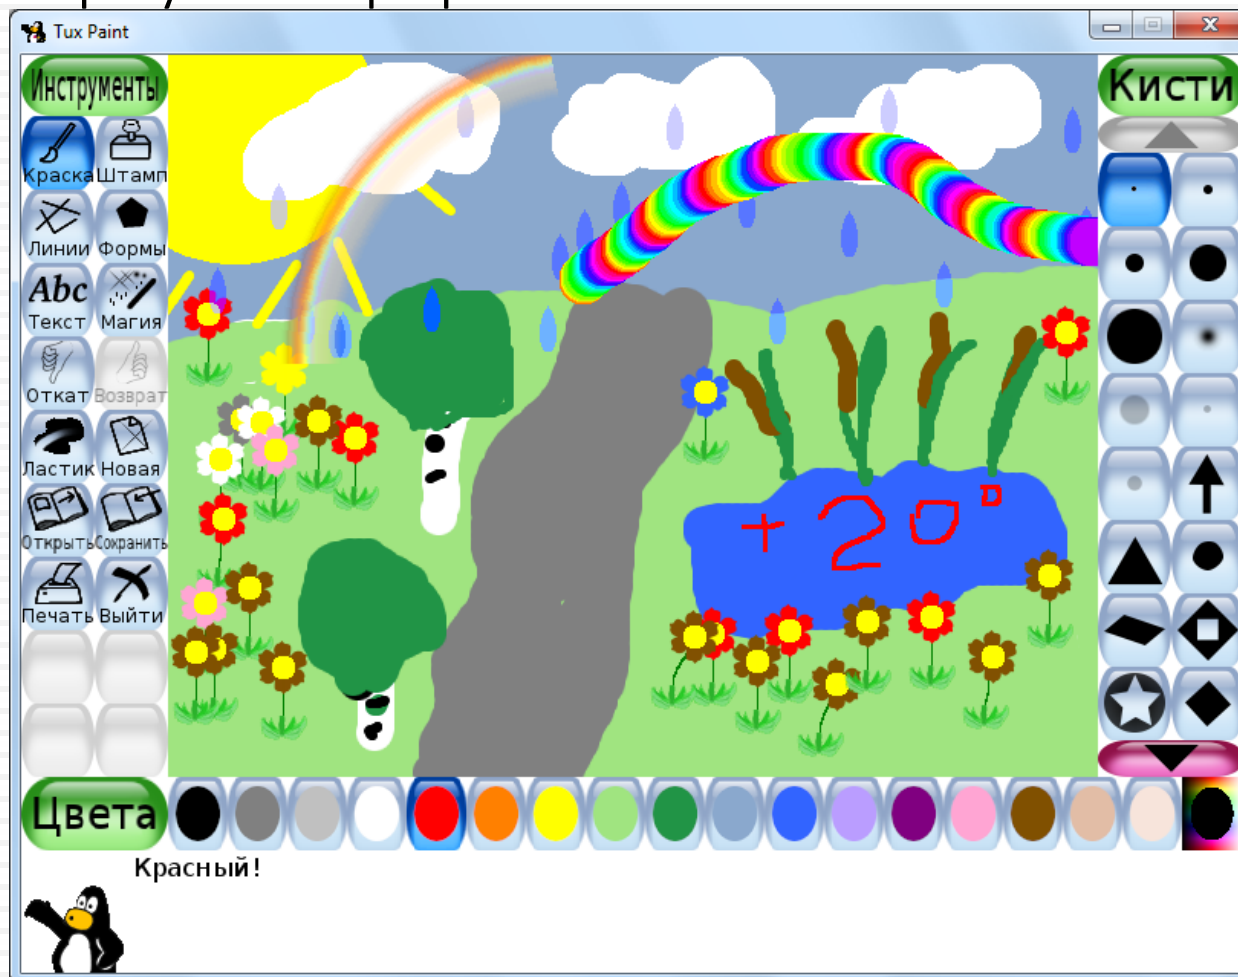 Tux Paint
Инструменты
Кисти
Краска Штамп
Линии Формы
Abc
Текст Магия
Откат Возврат
Ластик Новая
Открыть Сохранить
Печать Выйти
+ 20°
Цвета
Красный!